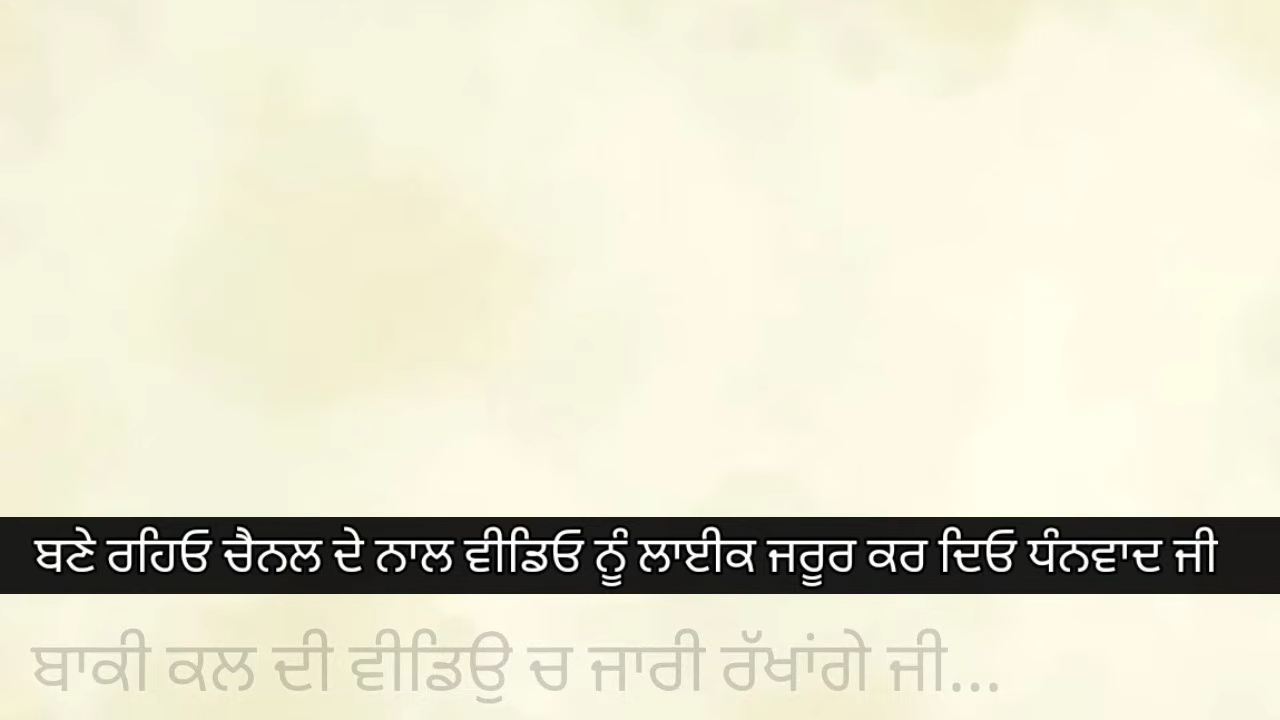 ਬਣੇ ਰਹਿਓ ਚੈਨਲ ਦੇ ਨਾਲ ਵੀਡਿਓ ਨੂੰ ਲਾਈਕ ਜਰੂਰ ਕਰ ਦਿਓ ਧੰਨਵਾਦ ਜੀ
ਬਾਕੀ ਕਲ ਦੀ ਵੀਡਿਉ ਚ ਜਾਰੀ ਰੱਖਾਂਗੇ ਜੀ...